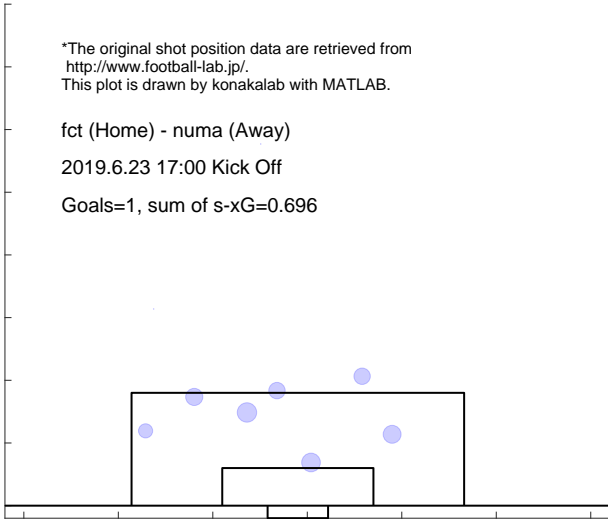 *The original shot position data are retrieved from
http://www.football-lab.jp/.
This plot is drawn by konakalab with MATLAB.
fct (Home) - numa (Away)
2019.6.23 17:00 Kick Off
Goals=1, sum of s-xG=0.696